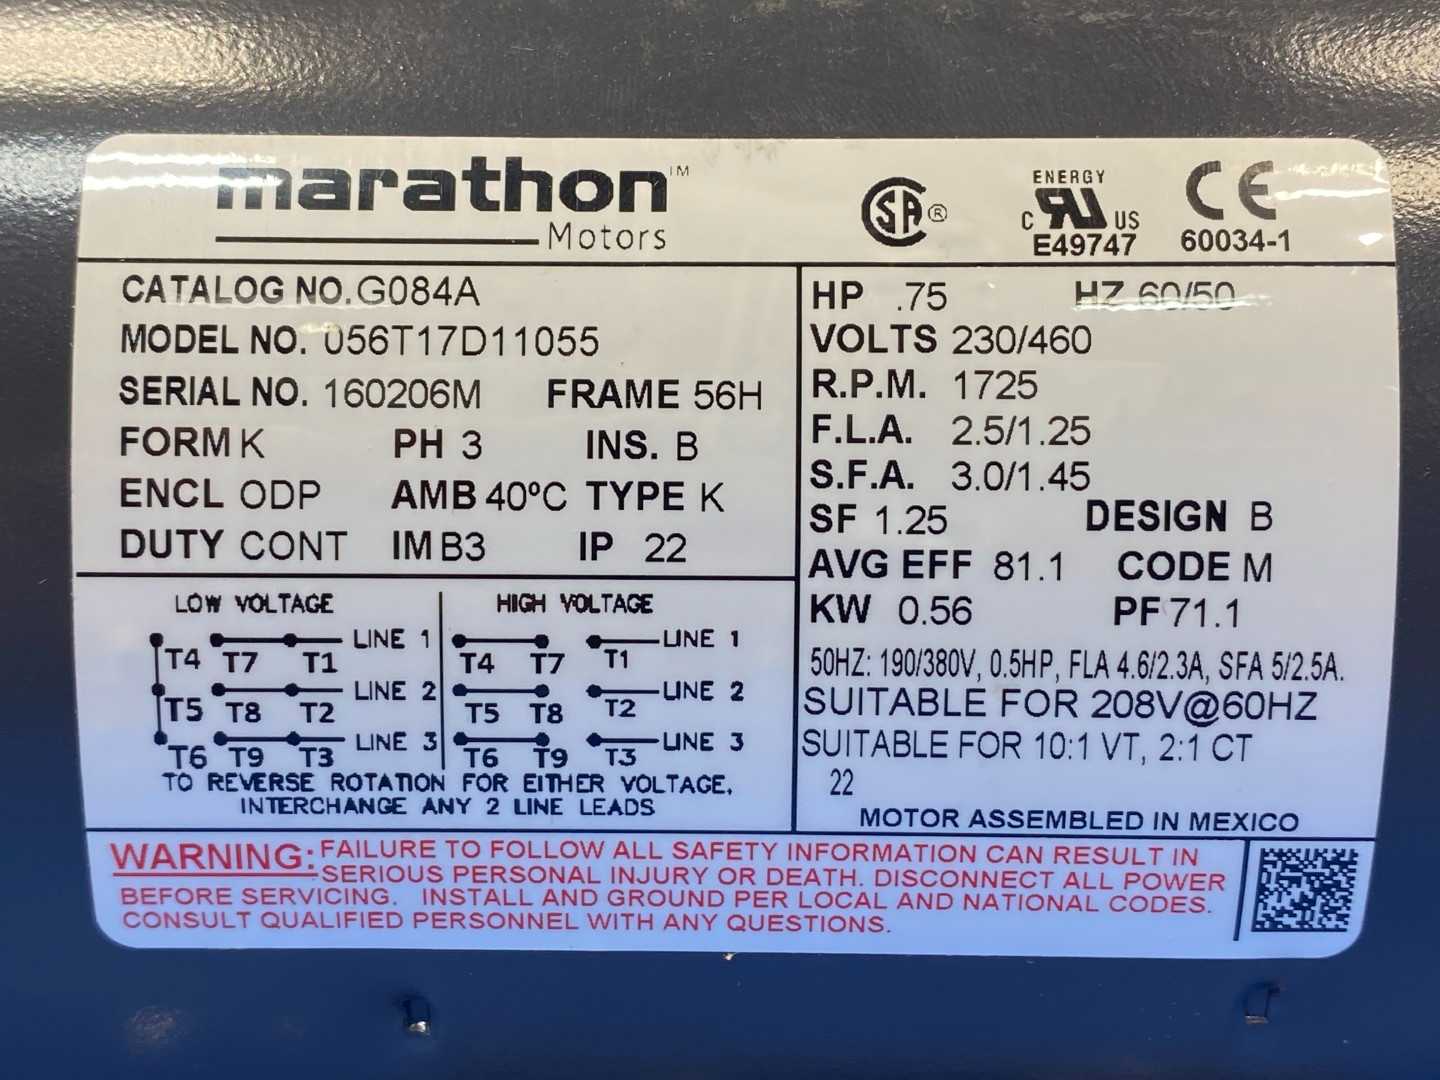 marathon™
Motors
SA®
ENERGY
C RU US
E49747
CE
60034-1
CATALOG NO. G084A
MODEL NO. 056T17D11055
SERIAL NO. 160206M FRAME 56H
FORM K PH 3 INS. B
ENCL ODP AMB 40°C TYPE K
DUTY CONT IM B3 IP 22
HP .75 HZ 60/50
VOLTS 230/460
R.P.M. 1725
F.L.A. 2.5/1.25
S.F.A. 3.0/1.45
SF 1.25 DESIGN B
AVG EFF 81.1 CODE M
KW 0.56 PF 71.1
50HZ: 190/380V, 0.5HP, FLA 4.6/2.3A, SFA 5/2.5A.
SUITABLE FOR 208V@60HZ
SUITABLE FOR 10:1 VT, 2:1 CT
22
MOTOR ASSEMBLED IN MEXICO
LOW VOLTAGE
LINE 1
T4 T7 T1
LINE 2
T5 T8 T2
LINE 3
T6 T9 T3
HIGH VOLTAGE
LINE 1
T4 T7 T1
LINE 2
T5 T8 T2
LINE 3
T6 T9 T3
TO REVERSE ROTATION FOR EITHER VOLTAGE,
INTERCHANGE ANY 2 LINE LEADS
WARNING: FAILURE TO FOLLOW ALL SAFETY INFORMATION CAN RESULT IN
SERIOUS PERSONAL INJURY OR DEATH. DISCONNECT ALL POWER
BEFORE SERVICING. INSTALL AND GROUND PER LOCAL AND NATIONAL CODES.
CONSULT QUALIFIED PERSONNEL WITH ANY QUESTIONS.